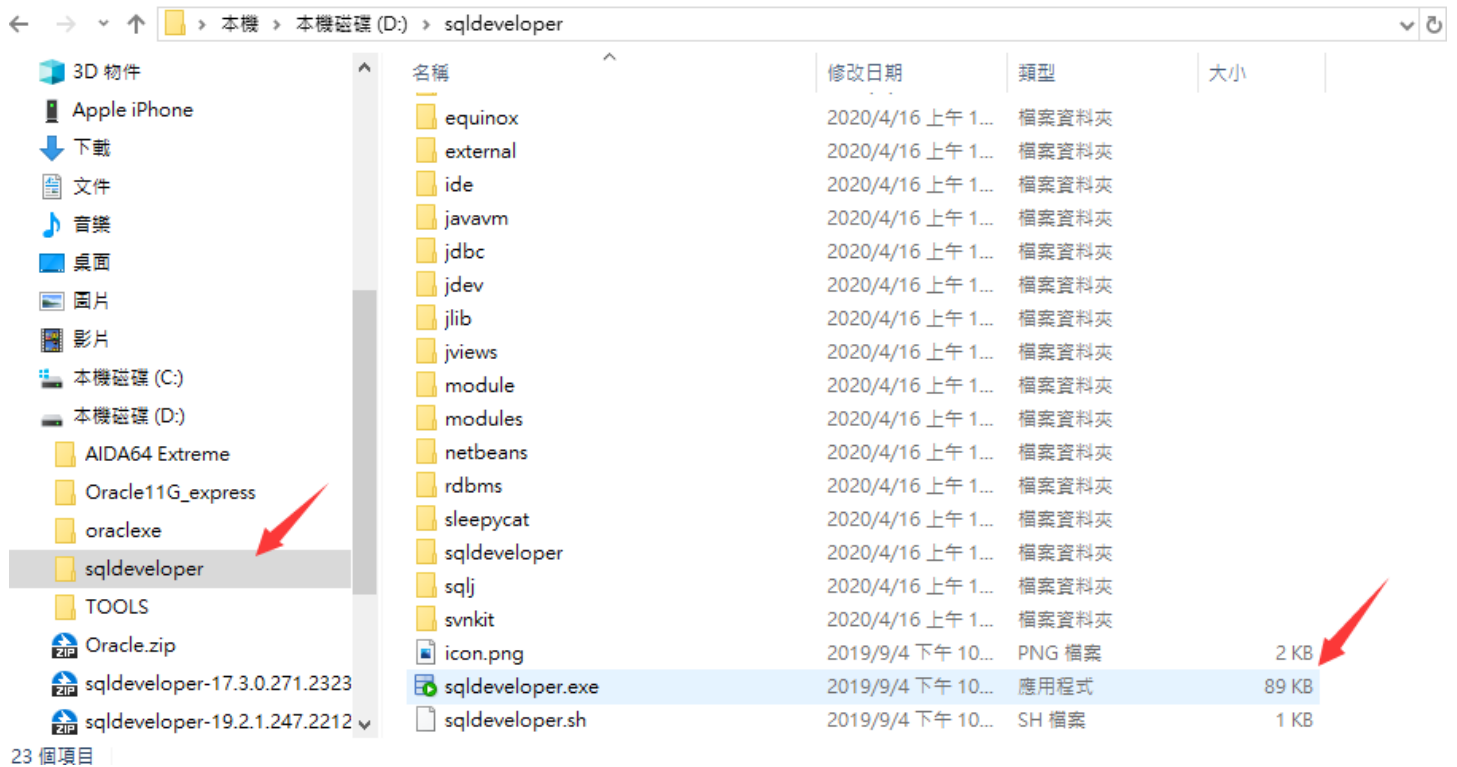 本機 › 本機磁碟 (D:) › sqldeveloper
3D 物件
Apple iPhone
下載
文件
音樂
桌面
圖片
影片
本機磁碟 (C:)
本機磁碟 (D:)
AIDA64 Extreme
Oracle11G_express
oraclexe
sqldeveloper
TOOLS
Oracle.zip
sqldeveloper-17.3.0.271.2323
sqldeveloper-19.2.1.247.2212
名稱 修改日期 類型 大小
equinox 2020/4/16 上午 1... 檔案資料夾
external 2020/4/16 上午 1... 檔案資料夾
ide 2020/4/16 上午 1... 檔案資料夾
javavm 2020/4/16 上午 1... 檔案資料夾
jdbc 2020/4/16 上午 1... 檔案資料夾
jdev 2020/4/16 上午 1... 檔案資料夾
jlib 2020/4/16 上午 1... 檔案資料夾
jviews 2020/4/16 上午 1... 檔案資料夾
module 2020/4/16 上午 1... 檔案資料夾
modules 2020/4/16 上午 1... 檔案資料夾
netbeans 2020/4/16 上午 1... 檔案資料夾
rdbms 2020/4/16 上午 1... 檔案資料夾
sleepycat 2020/4/16 上午 1... 檔案資料夾
sqldeveloper 2020/4/16 上午 1... 檔案資料夾
sqlj 2020/4/16 上午 1... 檔案資料夾
svnkit 2020/4/16 上午 1... 檔案資料夾
icon.png 2019/9/4 下午 10... PNG 檔案 2 KB
sqldeveloper.exe 2019/9/4 下午 10... 應用程式 89 KB
sqldeveloper.sh 2019/9/4 下午 10... SH 檔案 1 KB
23 個項目